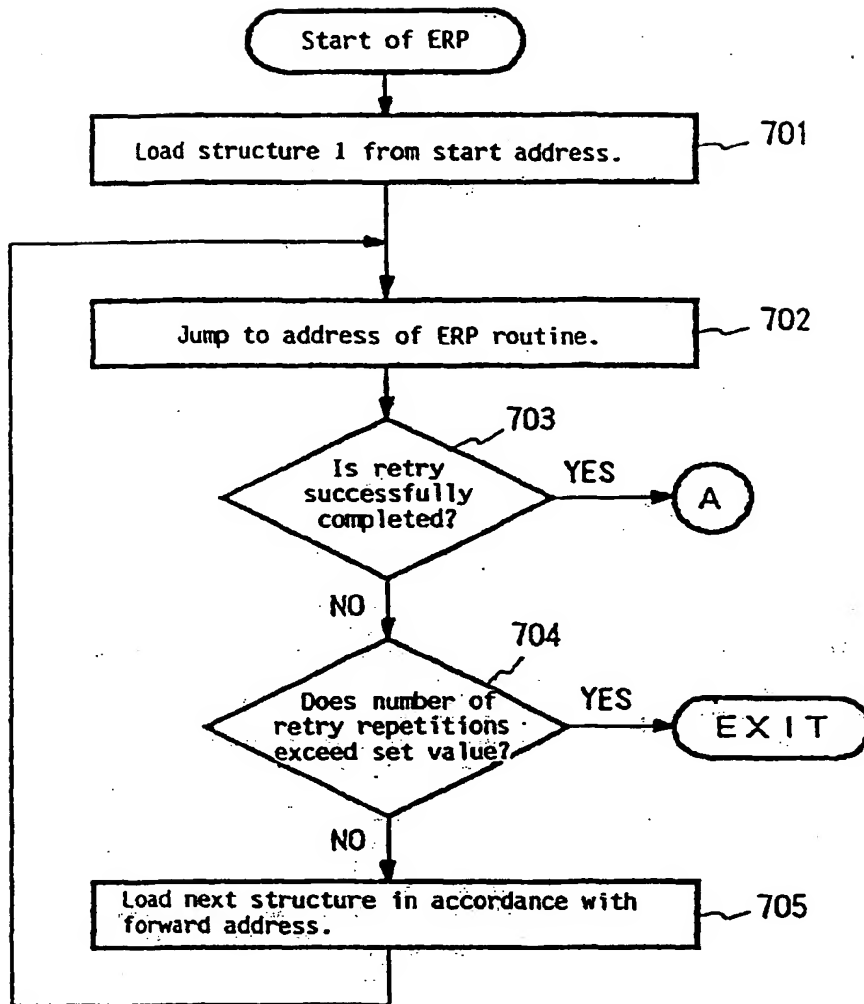 Start of ERP
Load structure 1 from start address.
701
Jump to address of ERP routine.
702
703
Is retry
successfully
completed?
YES
A
NO
704
Does number of
retry repetitions
exceed set value?
YES
EXIT
NO
Load next structure in accordance with
forward address.
705